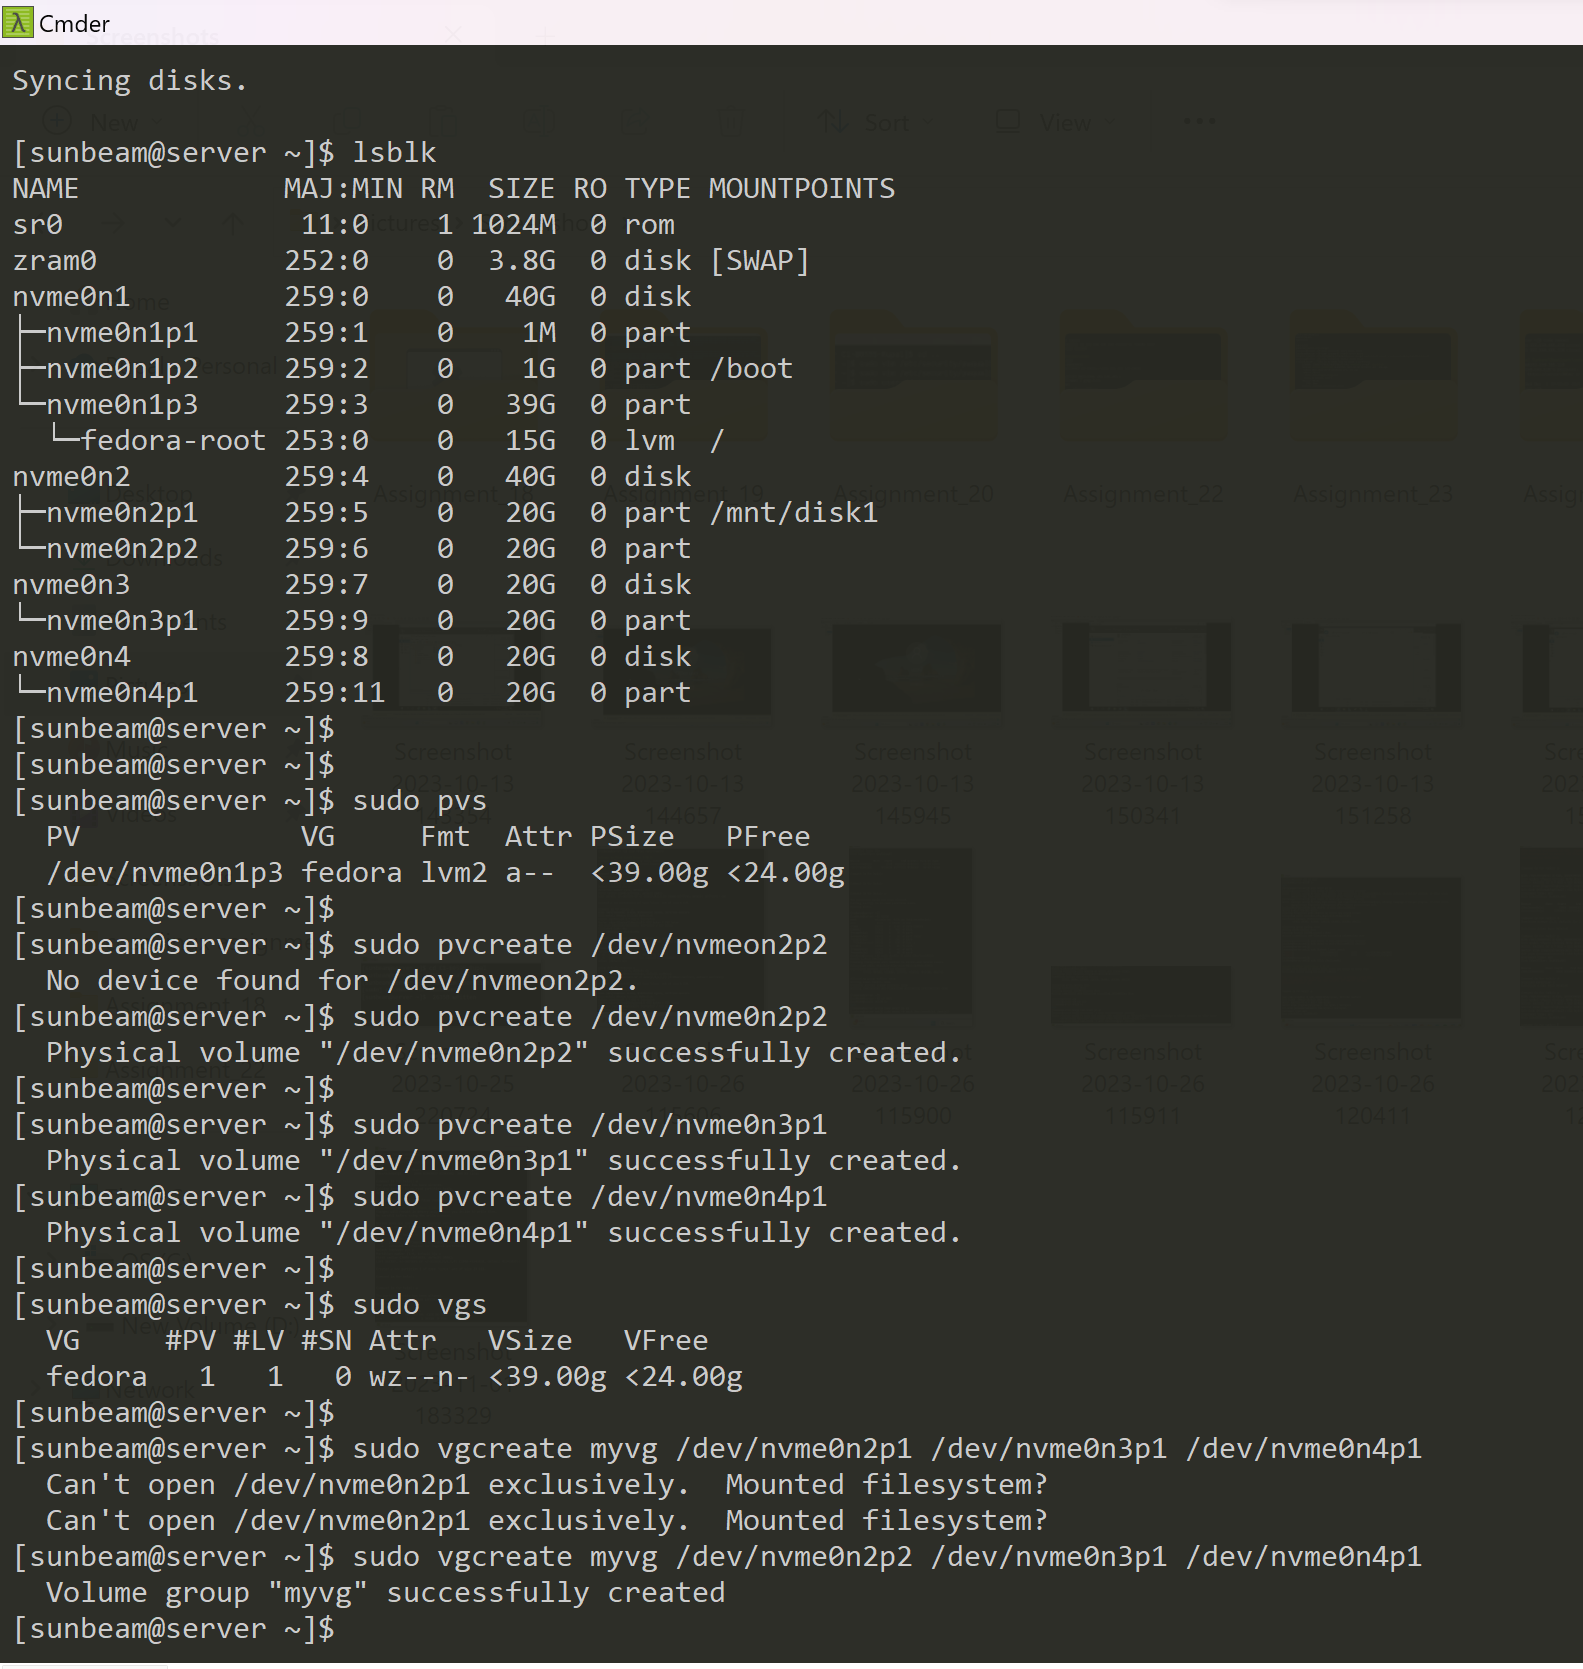 Cmder
Syncing disks.
[sunbeam@server ~]$ lsblk
NAME            MAJ:MIN RM  SIZE RO TYPE MOUNTPOINTS
sr0              11:0    1 1024M  0 rom
zram0           252:0    0  3.8G  0 disk [SWAP]
nvme0n1         259:0    0   40G  0 disk
├─nvme0n1p1     259:1    0    1M  0 part
├─nvme0n1p2     259:2    0    1G  0 part /boot
└─nvme0n1p3     259:3    0   39G  0 part
  └─fedora-root 253:0    0   15G  0 lvm  /
nvme0n2         259:4    0   40G  0 disk
├─nvme0n2p1     259:5    0   20G  0 part /mnt/disk1
└─nvme0n2p2     259:6    0   20G  0 part
nvme0n3         259:7    0   20G  0 disk
└─nvme0n3p1     259:9    0   20G  0 part
nvme0n4         259:8    0   20G  0 disk
└─nvme0n4p1     259:11   0   20G  0 part
[sunbeam@server ~]$
[sunbeam@server ~]$
[sunbeam@server ~]$ sudo pvs
  PV             VG     Fmt  Attr PSize   PFree
  /dev/nvme0n1p3 fedora lvm2 a--  <39.00g <24.00g
[sunbeam@server ~]$
[sunbeam@server ~]$ sudo pvcreate /dev/nvmeon2p2
  No device found for /dev/nvmeon2p2.
[sunbeam@server ~]$ sudo pvcreate /dev/nvme0n2p2
  Physical volume "/dev/nvme0n2p2" successfully created.
[sunbeam@server ~]$
[sunbeam@server ~]$ sudo pvcreate /dev/nvme0n3p1
  Physical volume "/dev/nvme0n3p1" successfully created.
[sunbeam@server ~]$ sudo pvcreate /dev/nvme0n4p1
  Physical volume "/dev/nvme0n4p1" successfully created.
[sunbeam@server ~]$
[sunbeam@server ~]$ sudo vgs
  VG     #PV #LV #SN Attr   VSize   VFree
  fedora   1   1   0 wz--n- <39.00g <24.00g
[sunbeam@server ~]$
[sunbeam@server ~]$ sudo vgcreate myvg /dev/nvme0n2p1 /dev/nvme0n3p1 /dev/nvme0n4p1
  Can't open /dev/nvme0n2p1 exclusively.  Mounted filesystem?
  Can't open /dev/nvme0n2p1 exclusively.  Mounted filesystem?
[sunbeam@server ~]$ sudo vgcreate myvg /dev/nvme0n2p2 /dev/nvme0n3p1 /dev/nvme0n4p1
  Volume group "myvg" successfully created
[sunbeam@server ~]$